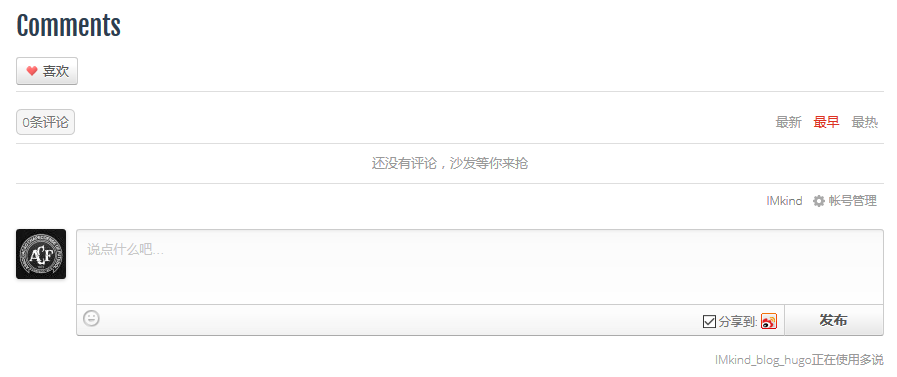 Comments
喜欢
0条评论
最新 最早 最热
还没有评论，沙发等你来抢
IMkind 帐号管理
ACF
说点什么吧...
分享到: 发布
IMkind_blog_hugo正在使用多说